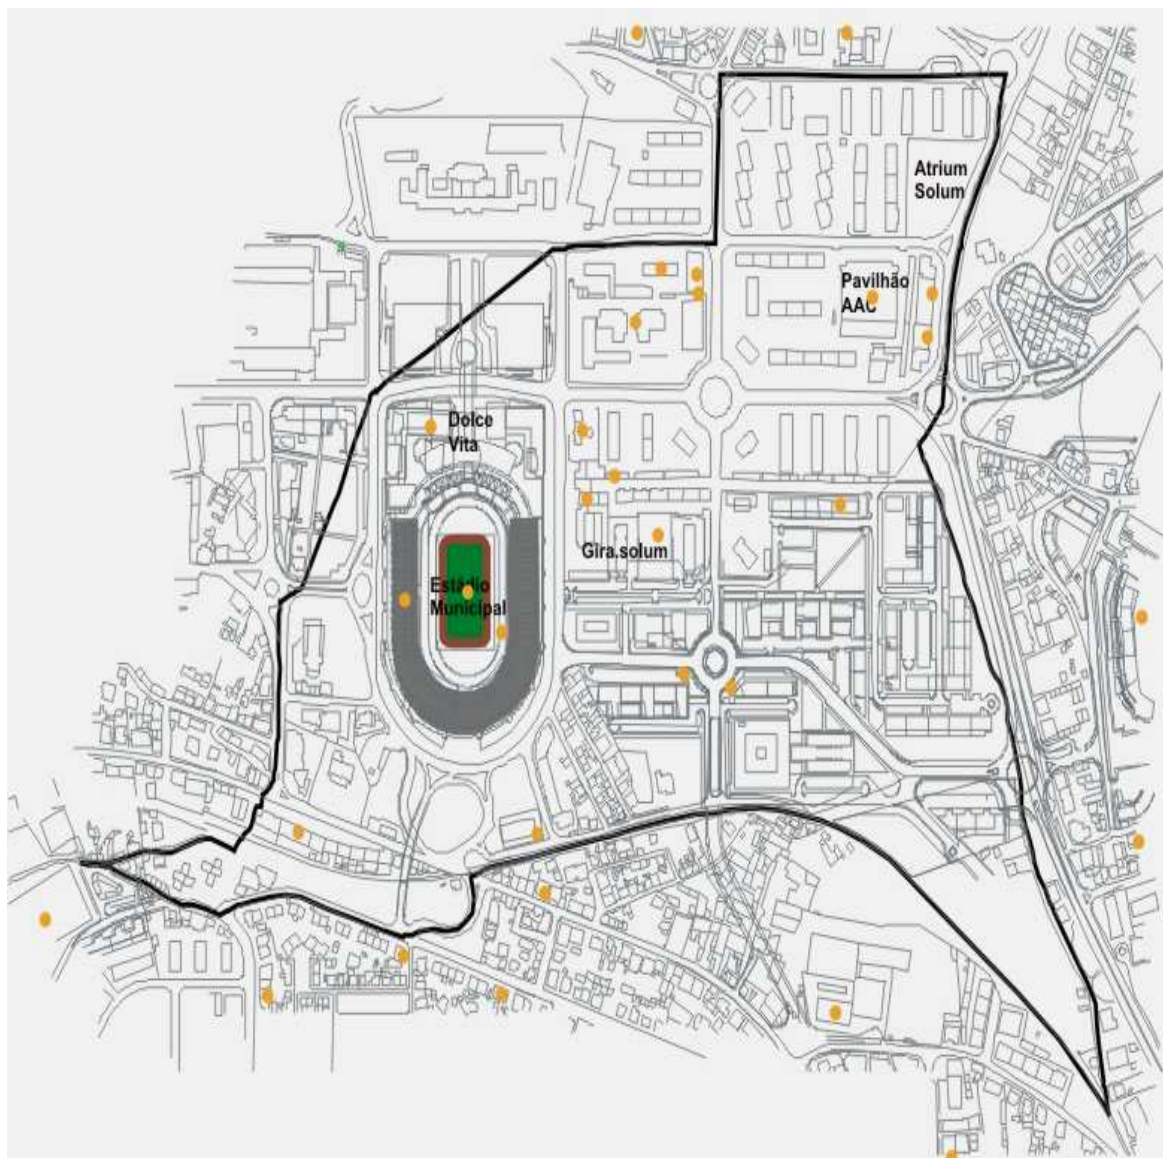 Atrium
Solum
Pavilhão
AAC
Dolce
Vita
Gira.solum
Estádio
Municipal